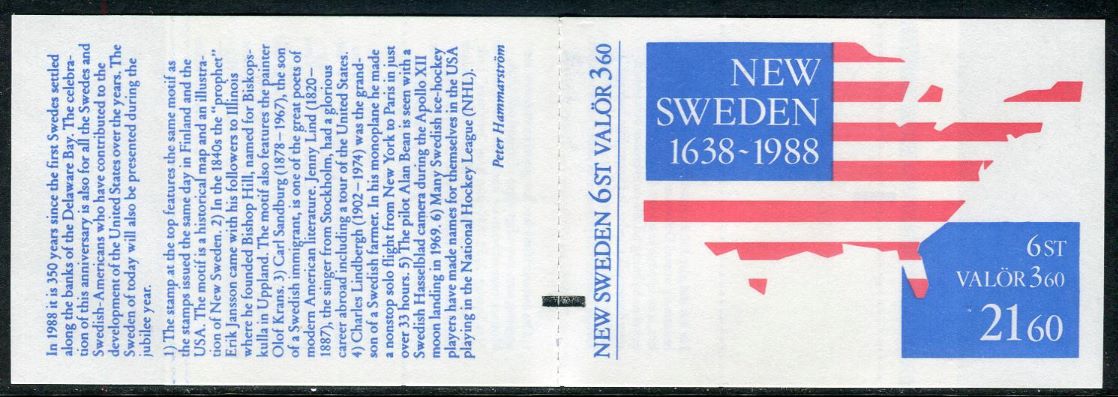 In 1988 it is 350 years since the first Swedes settled
along the banks of the Delaware Bay. The celebra-
tion of this anniversary is also for all the Swedes and
Swedish-Americans who have contributed to the
development of the United States over the years. The
Sweden of today will also be presented during the
jubilee year.
1) The stamp at the top features the same motif as
the stamps issued the same day in Finland and the
USA. The motif is a historical map and an illustra-
tion of New Sweden. 2) In the 1840s the "prophet"
Erik Jansson came with his followers to Illinois
where he founded Bishop Hill, named for Biskops-
kulla in Uppland. The motif also features the painter
Olof Krans. 3) Carl Sandburg (1878–1967), the son
of a Swedish immigrant, is one of the great poets of
modern American literature. Jenny Lind (1820–
1887), the singer from Stockholm, had a glorious
career abroad including a tour of the United States.
4) Charles Lindbergh (1902–1974) was the grand-
son of a Swedish farmer. In his monoplane he made
a nonstop solo flight from New York to Paris in just
over 33 hours. 5) The pilot Alan Bean is seen with a
Swedish Hasselblad camera during the Apollo XII
moon landing in 1969. 6) Many Swedish ice-hockey
players have made names for themselves in the USA
playing in the National Hockey League (NHL).
Peter Hammarström
NEW SWEDEN 6 ST VALÖR 3 60
NEW
SWEDEN
1638-1988
6 ST
VALÖR 3 60
21 60